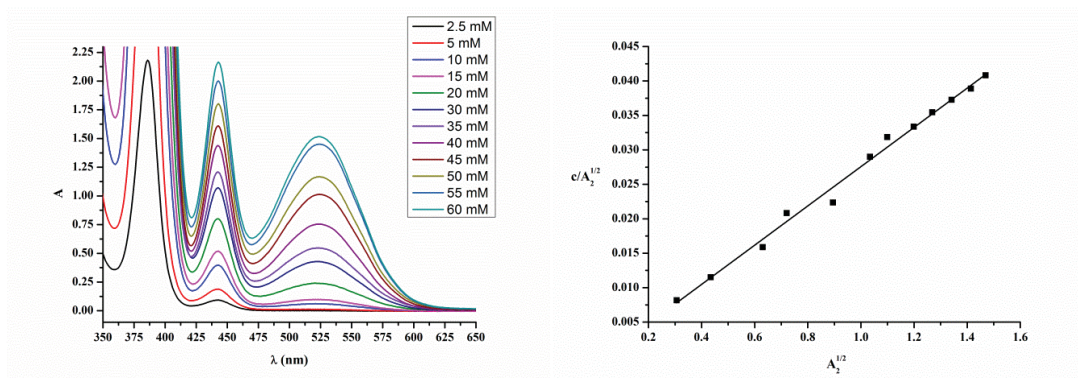 2.5 mM
5 mM
10 mM
15 mM
20 mM
30 mM
35 mM
40 mM
45 mM
50 mM
55 mM
60 mM
2.25
2.00
1.75
1.50
1.25
1.00
0.75
0.50
0.25
0.00
A
350 375 400 425 450 475 500 525 550 575 600 625 650
λ (nm)
0.045
0.040
0.035
0.030
0.025
0.020
0.015
0.010
0.005
c/A₂^1/2
0.2 0.4 0.6 0.8 1.0 1.2 1.4 1.6
A₂^1/2